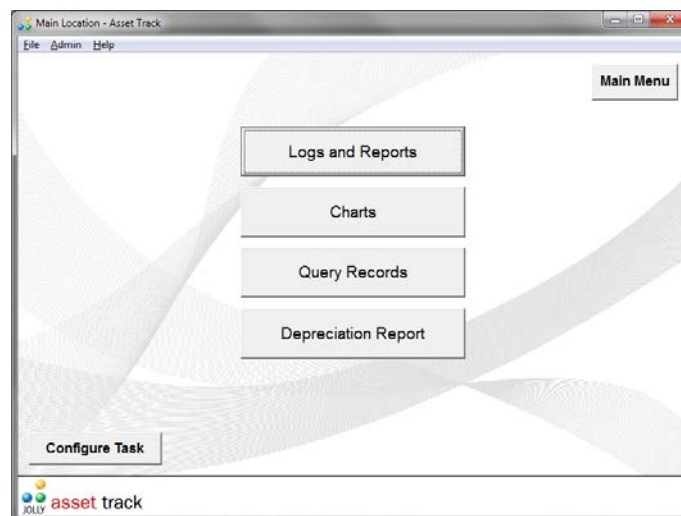 Main Location - Asset Track
File Admin Help
Main Menu
Logs and Reports
Charts
Query Records
Depreciation Report
Configure Task
JOLLY asset track